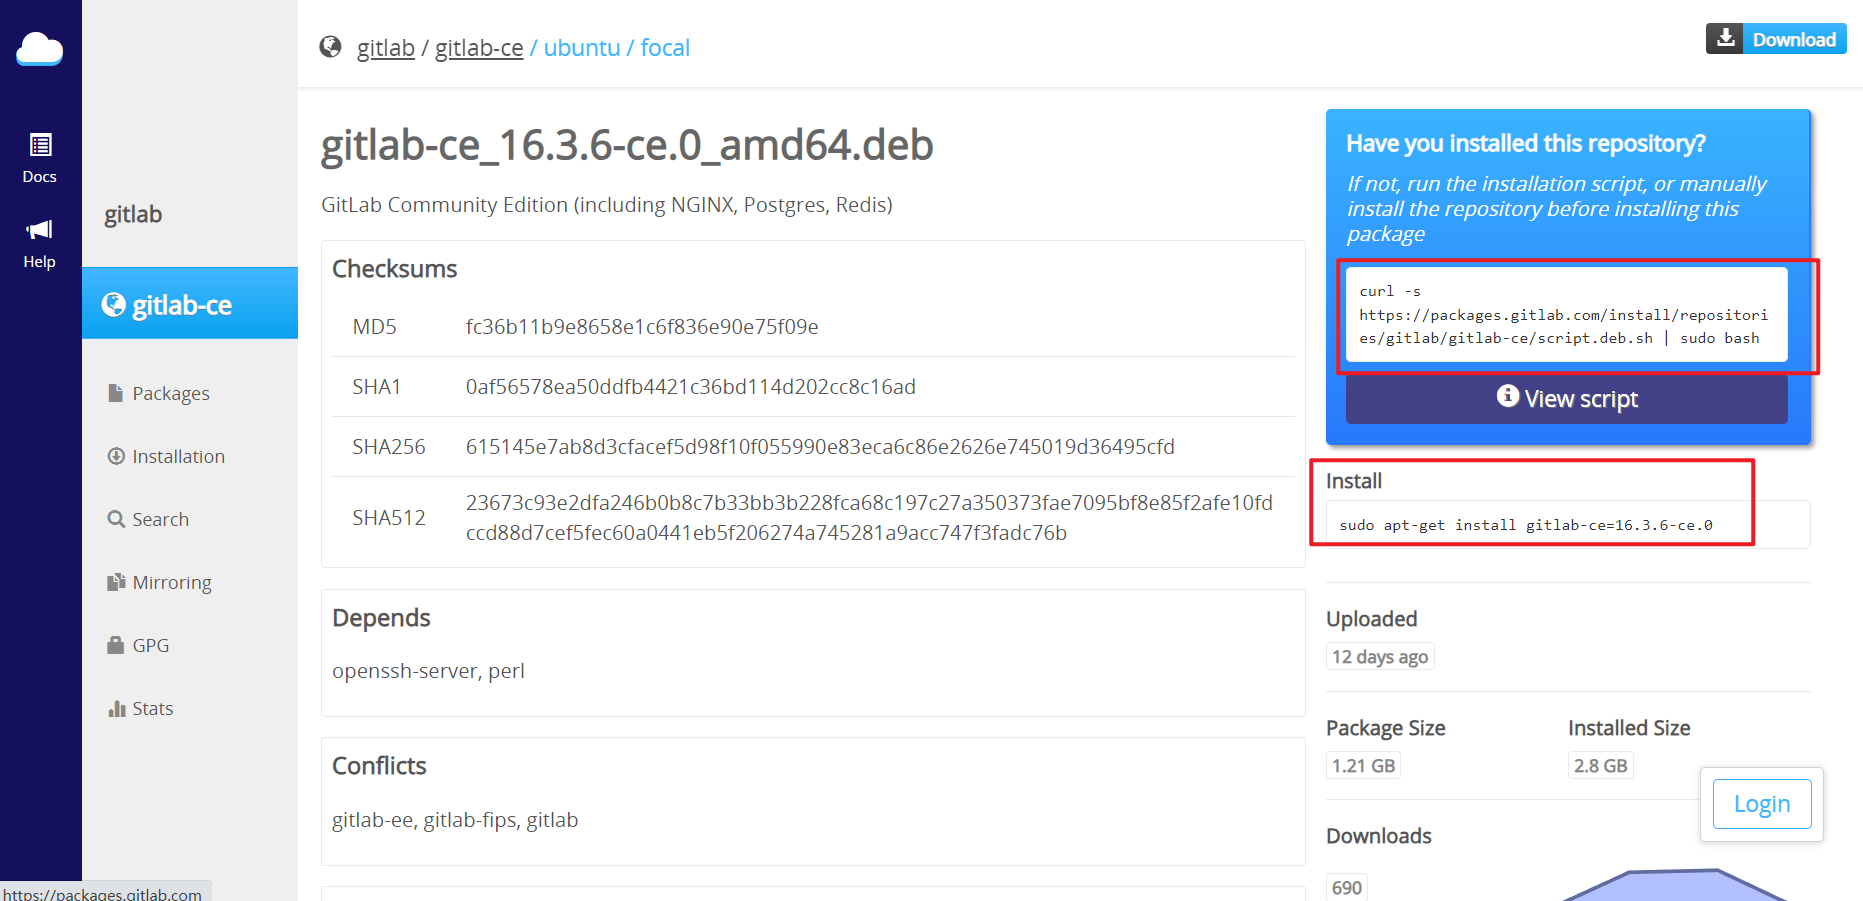 gitlab / gitlab-ce / ubuntu / focal
Download
Docs
Help
gitlab
gitlab-ce
Packages
Installation
Search
Mirroring
GPG
Stats
gitlab-ce_16.3.6-ce.0_amd64.deb
GitLab Community Edition (including NGINX, Postgres, Redis)
Checksums
MD5 fc36b11b9e8658e1c6f836e90e75f09e
SHA1 0af56578ea50ddfb4421c36bd114d202cc8c16ad
SHA256 615145e7ab8d3cfacef5d98f10f055990e83eca6c86e2626e745019d36495cfd
SHA512 23673c93e2dfa246b0b8c7b33bb3b228fca68c197c27a350373fae7095bf8e85f2afe10fd
ccd88d7cef5fec60a0441eb5f206274a745281a9acc747f3fadc76b
Depends
openssh-server, perl
Conflicts
gitlab-ee, gitlab-fips, gitlab
Have you installed this repository?
If not, run the installation script, or manually
install the repository before installing this
package
curl -s
https://packages.gitlab.com/install/repositori
es/gitlab/gitlab-ce/script.deb.sh | sudo bash
View script
Install
sudo apt-get install gitlab-ce=16.3.6-ce.0
Uploaded
12 days ago
Package Size Installed Size
1.21 GB 2.8 GB
Login
Downloads
690
https://packages.gitlab.com